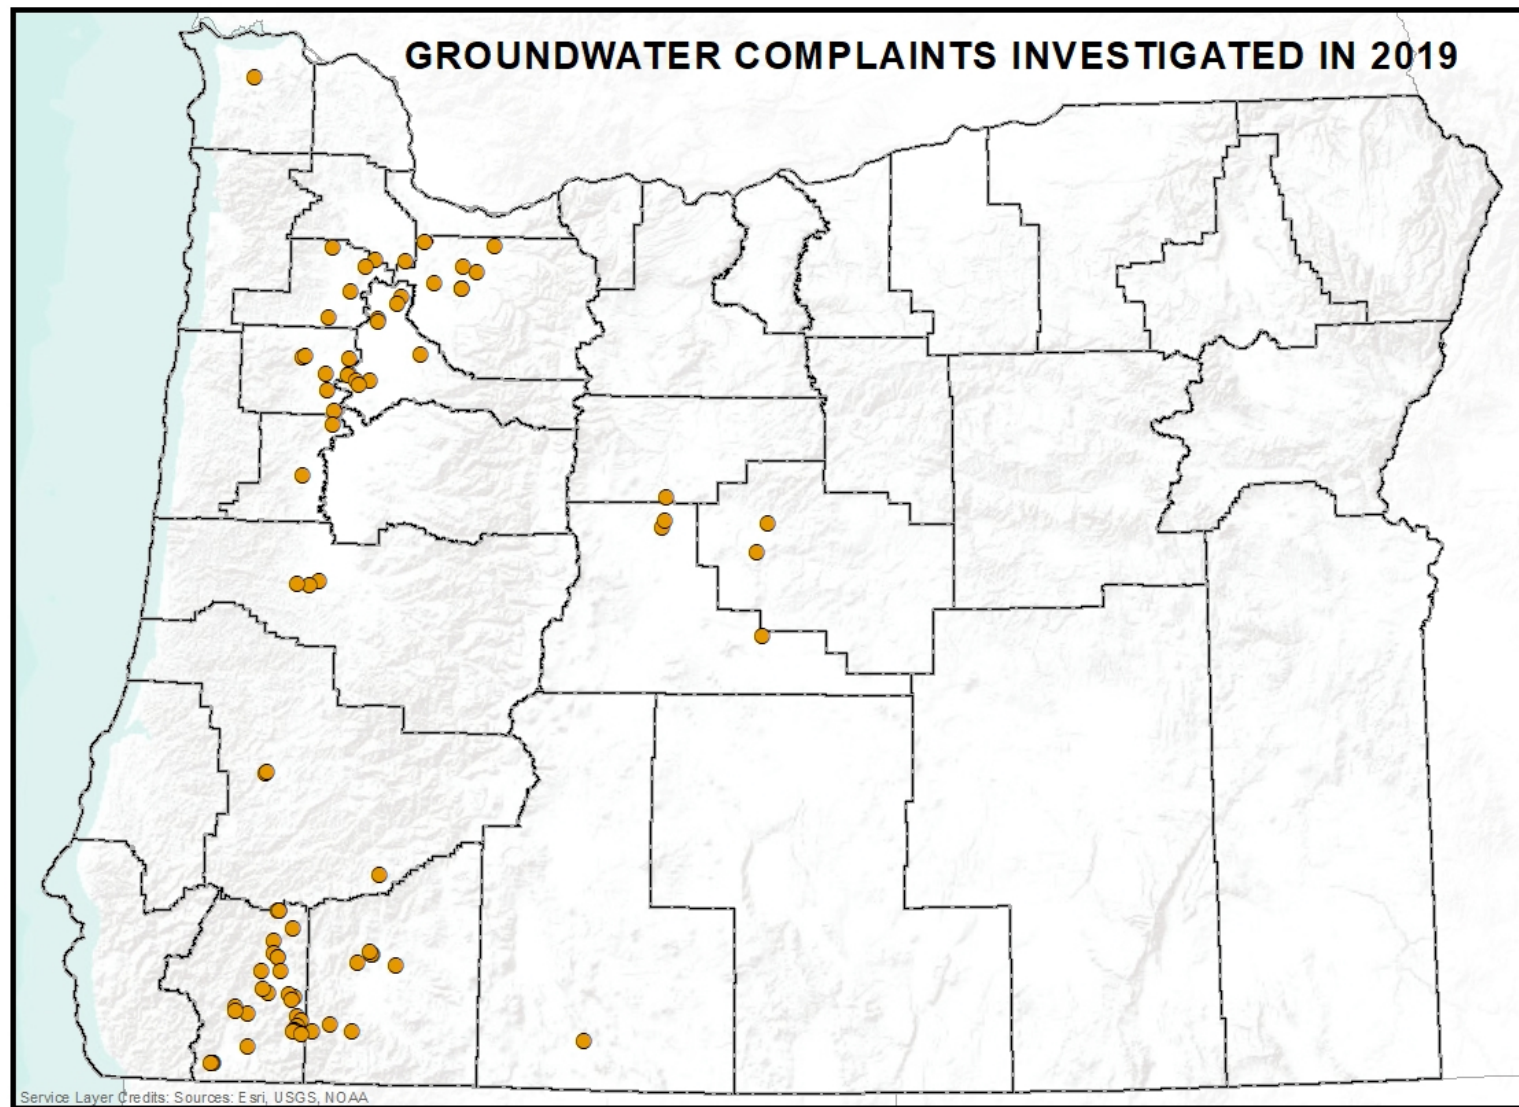 GROUNDWATER COMPLAINTS INVESTIGATED IN 2019
Service Layer Credits: Sources: Esri, USGS, NOAA